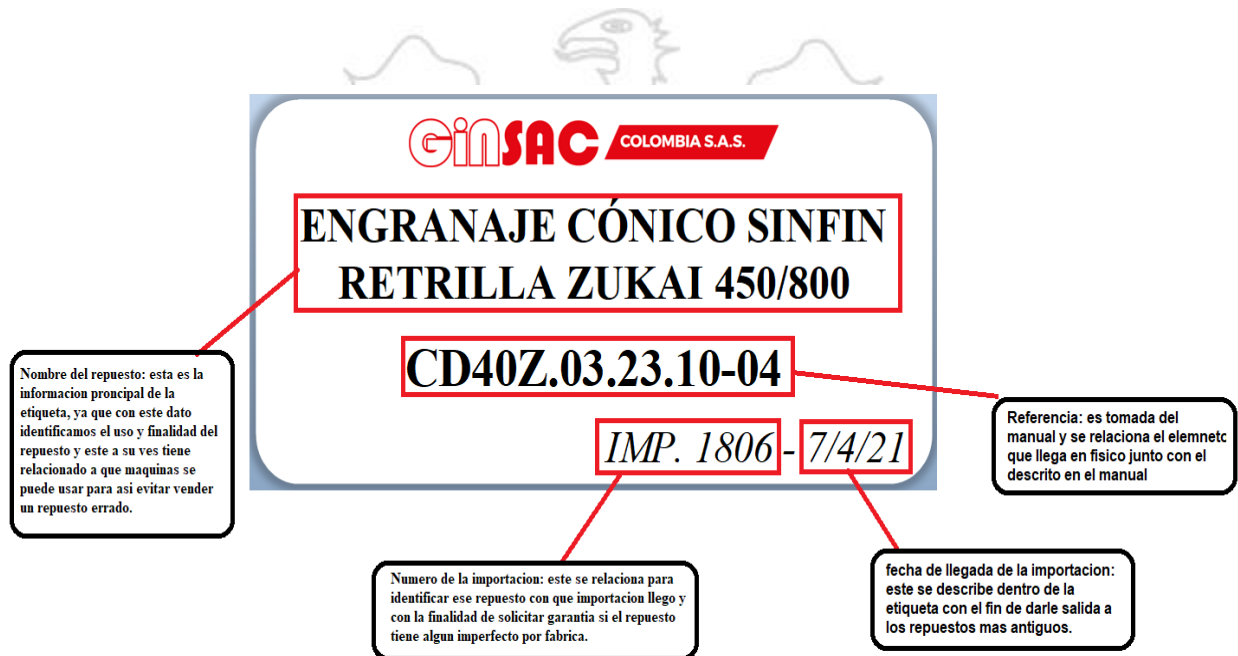 GiNSAC COLOMBIA S.A.S.
ENGRANAJE CÓNICO SINFIN
RETRILLA ZUKAI 450/800
CD40Z.03.23.10-04
IMP. 1806 - 7/4/21
Nombre del repuesto: esta es la
informacion proncipal de la
etiqueta, ya que con este dato
identificamos el uso y finalidad del
repuesto y este a su ves tiene
relacionado a que maquinas se
puede usar para asi evitar vender
un repuesto errado.
Referencia: es tomada del
manual y se relaciona el elemneto
que llega en fisico junto con el
descrito en el manual
Numero de la importacion: este se relaciona para
identificar ese repuesto con que importacion llego y
con la finalidad de solicitar garantia si el repuesto
tiene algun imperfecto por fabrica.
fecha de llegada de la importacion:
este se describe dentro de la
etiqueta con el fin de darle salida a
los repuestos mas antiguos.